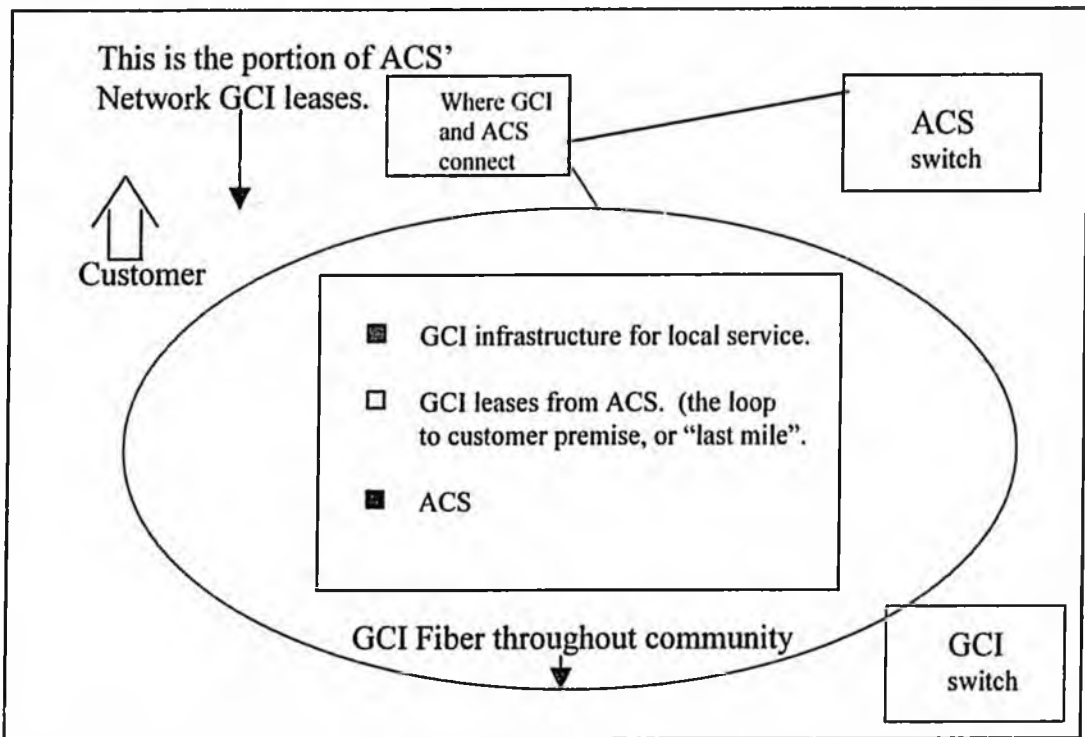 This is the portion of ACS'
Network GCI leases.
Where GCI
and ACS
connect
ACS
switch
Customer
GCI infrastructure for local service.
GCI leases from ACS. (the loop
to customer premise, or "last mile".
ACS
GCI Fiber throughout community
GCI
switch